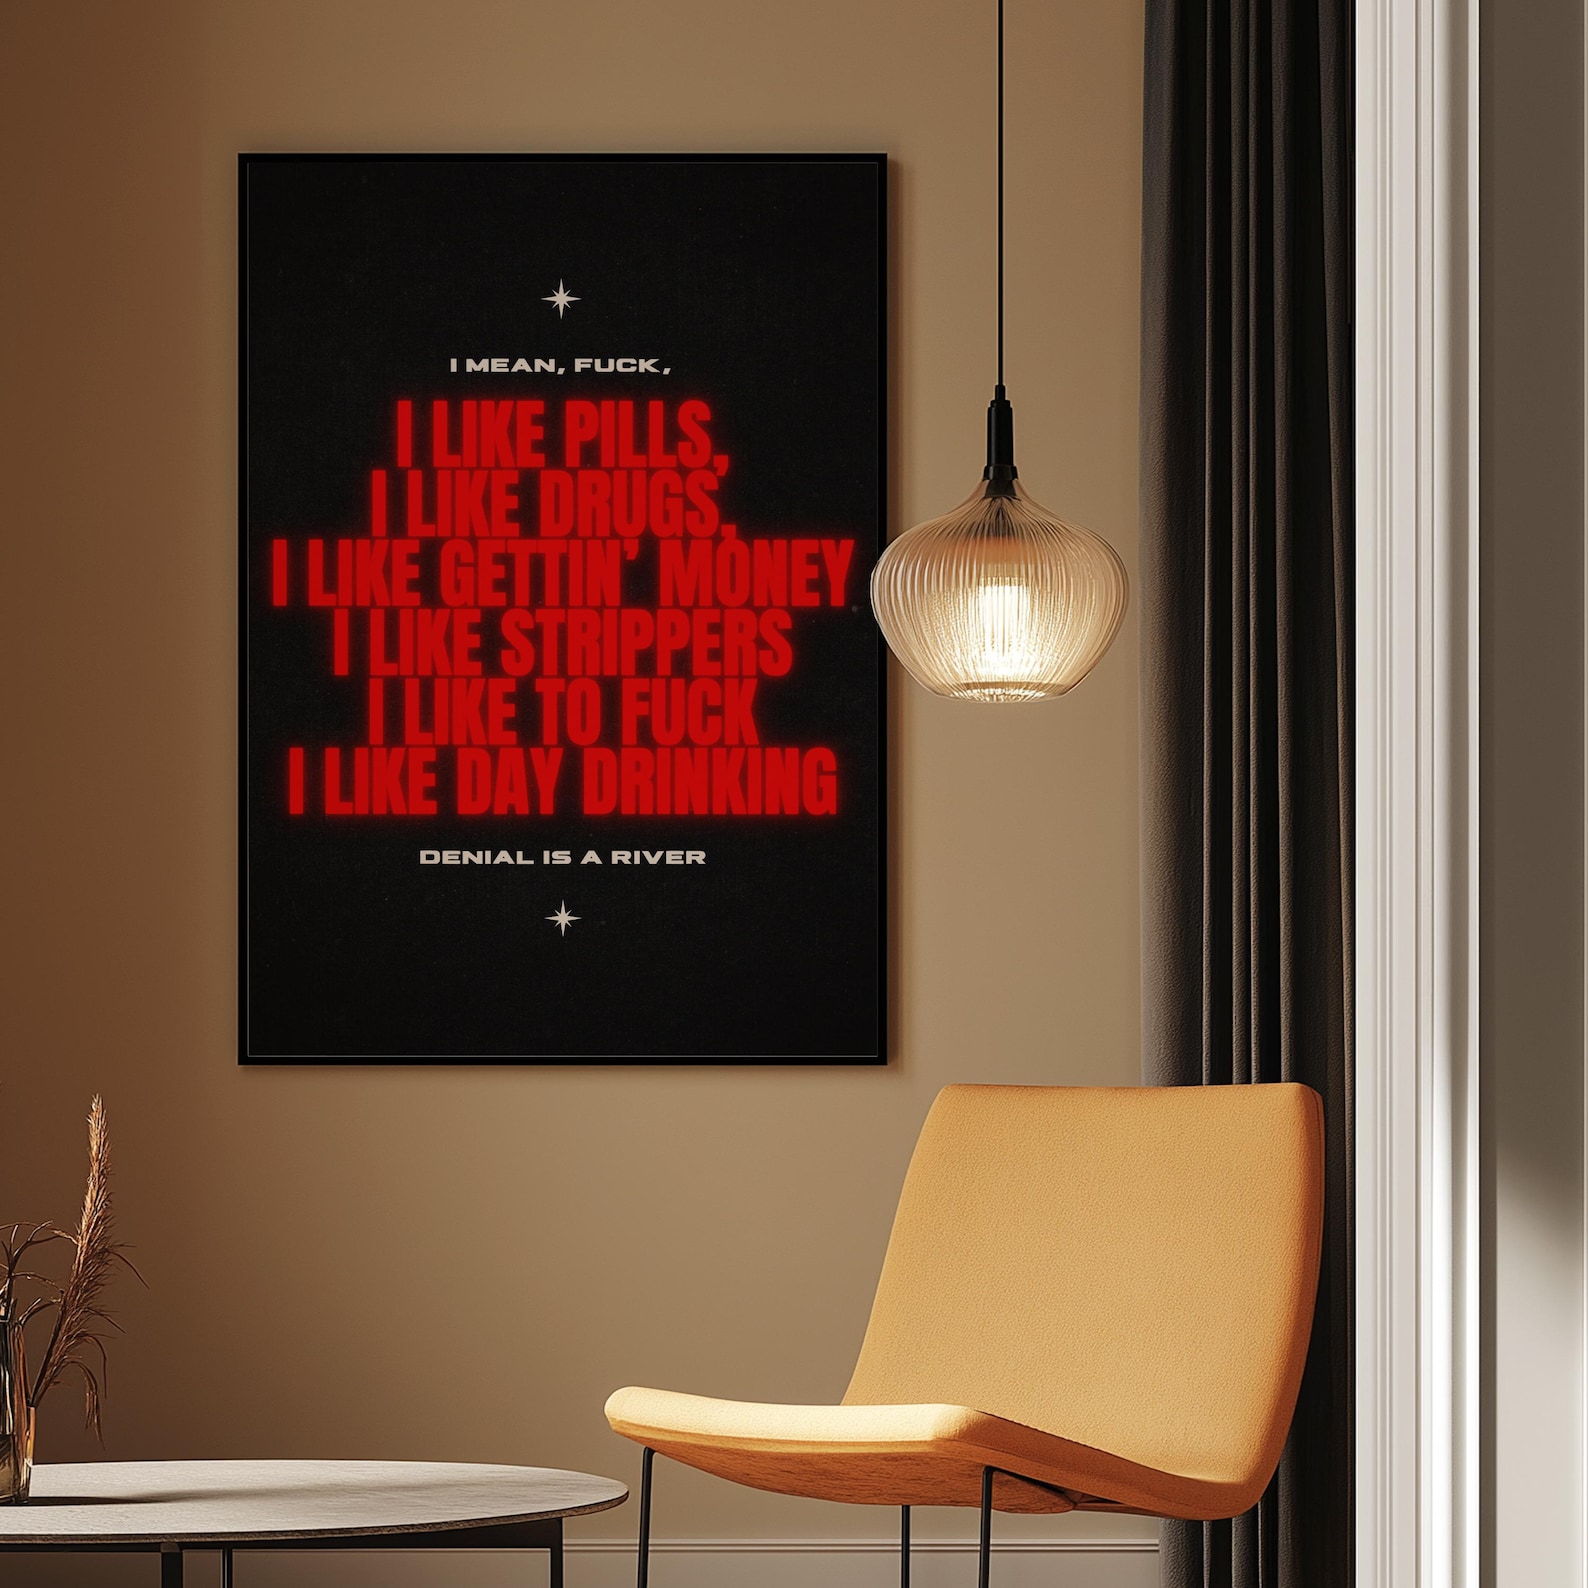 I MEAN, FUCK,
I LIKE PILLS,
I LIKE DRUGS,
I LIKE GETTIN' MONEY
I LIKE STRIPPERS
I LIKE TO FUCK
I LIKE DAY DRINKING
DENIAL IS A RIVER